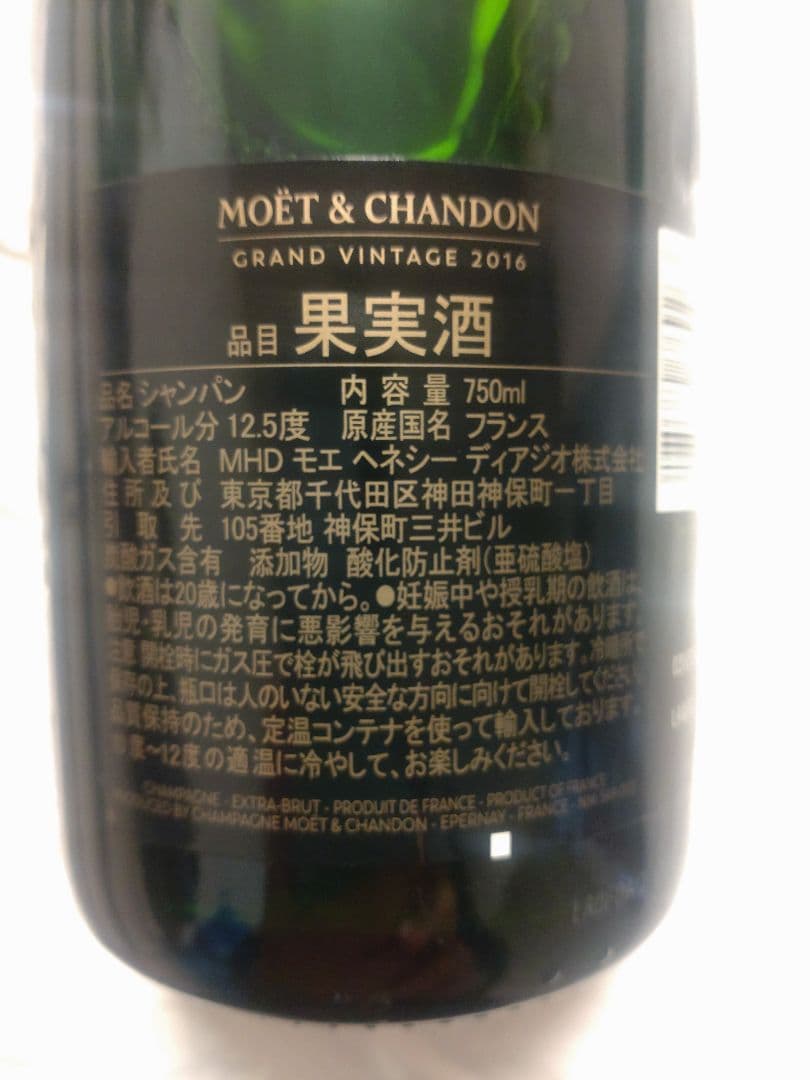 MOËT & CHANDON
GRAND VINTAGE 2016
品目 果実酒
品名 シャンパン 内容量 750ml
アルコール分 12.5度 原産国名 フランス
輸入者氏名 MHD モエ ヘネシー ディアジオ株式会社
住所及び 東京都千代田区神田神保町一丁目
引取先 105番地 神保町三井ビル
炭酸ガス含有 添加物 酸化防止剤(亜硫酸塩)
●飲酒は20歳になってから。●妊娠中や授乳期の飲酒は、
胎児・乳児の発育に悪影響を与えるおそれがあります。
注意 開栓時にガス圧で栓が飛び出すおそれがあります。冷暗所で
の上、瓶口は人のいない安全な方向に向けて開栓してください。
品質保持のため、定温コンテナを使って輸入しております。
度~12度の適温に冷やして、お楽しみください。
CHAMPAGNE - EXTRA-BRUT - PRODUIT DE FRANCE - PRODUCT OF FRANCE
PRODUCED BY CHAMPAGNE MOËT & CHANDON - EPERNAY - FRANCE -